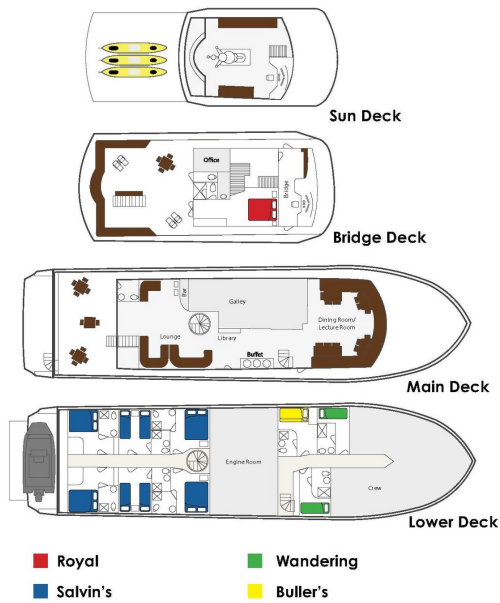 Sun Deck
Office
Bridge
Bridge Deck
Bar
Galley
Dining Room/
Lecture Room
Lounge
Library
Buffet
Main Deck
Engine Room
Crew
Lower Deck
Royal
Wandering
Salvin's
Buller's